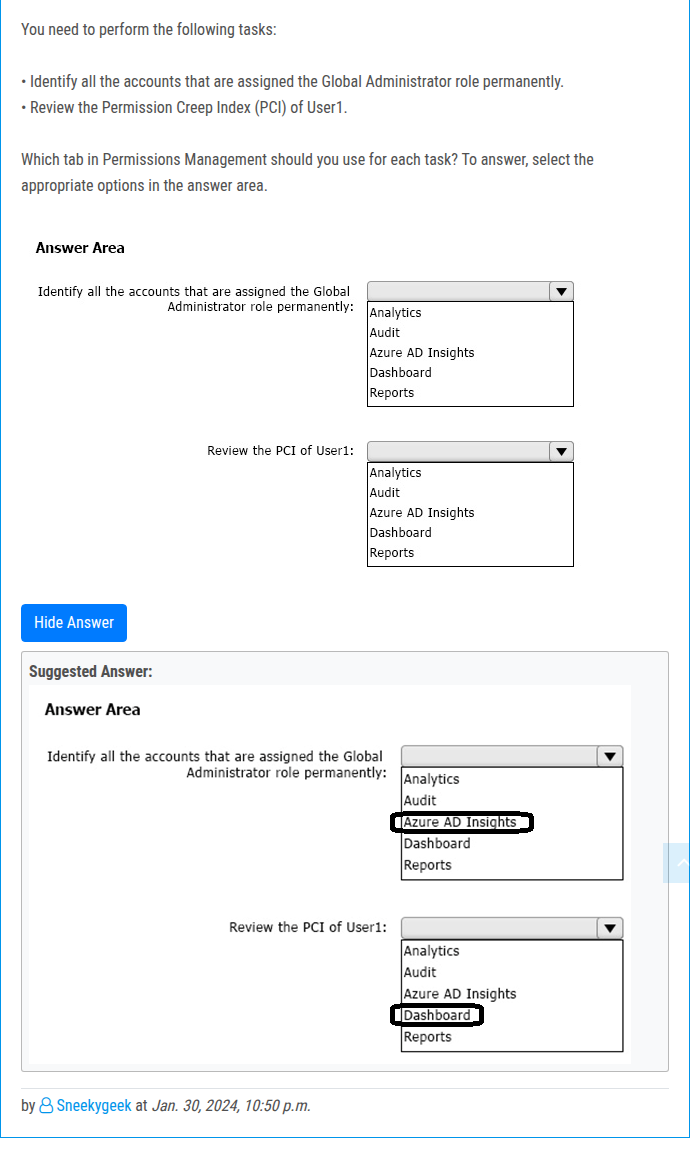 You need to perform the following tasks:
• Identify all the accounts that are assigned the Global Administrator role permanently.
• Review the Permission Creep Index (PCI) of User1.
Which tab in Permissions Management should you use for each task? To answer, select the
appropriate options in the answer area.
Answer Area
Identify all the accounts that are assigned the Global
Administrator role permanently:
Analytics
Audit
Azure AD Insights
Dashboard
Reports
Review the PCI of User1:
Analytics
Audit
Azure AD Insights
Dashboard
Reports
Hide Answer
Suggested Answer:
Answer Area
Identify all the accounts that are assigned the Global
Administrator role permanently:
Analytics
Audit
Azure AD Insights
Dashboard
Reports
Review the PCI of User1:
Analytics
Audit
Azure AD Insights
Dashboard
Reports
by Sneekygeek at Jan. 30, 2024, 10:50 p.m.